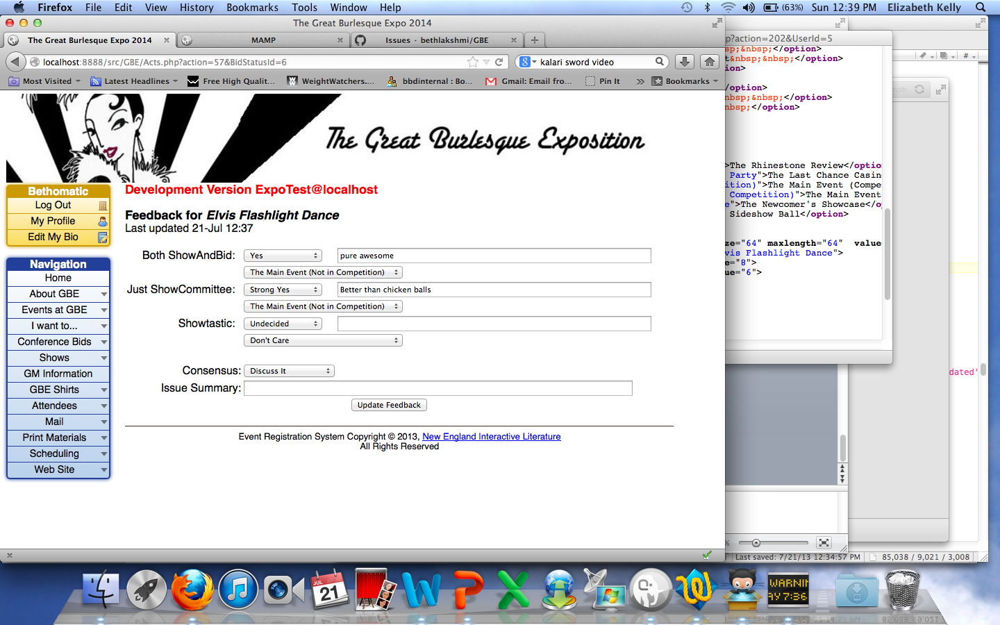 Firefox File Edit View History Bookmarks Tools Window Help (63%) Sun 12:39 PM Elizabeth Kelly
The Great Burlesque Expo 2014
The Great Burlesque Expo 2014 MAMP Issues · bethlakshmi/GBE
localhost:8888/src/GBE/Acts.php?action=57&BidStatusId=6 kalari sword video
Most Visited Latest Headlines Free High Qualit... WeightWatchers.... bbdinternal : Bo... Gmail: Email fro... Pin It » Bookmarks
The Great Burlesque Exposition
Bethomatic
Log Out
My Profile
Edit My Bio
Navigation
Home
About GBE
Events at GBE
I want to...
Conference Bids
Shows
GM Information
GBE Shirts
Attendees
Mail
Print Materials
Scheduling
Web Site
Development Version ExpoTest@localhost
Feedback for Elvis Flashlight Dance
Last updated 21-Jul 12:37
Both ShowAndBid: Yes pure awesome
The Main Event (Not in Competition)
Just ShowCommittee: Strong Yes Better than chicken balls
The Main Event (Not in Competition)
Showtastic: Undecided
Don't Care
Consensus: Discuss It
Issue Summary:
Update Feedback
Event Registration System Copyright © 2013, New England Interactive Literature
All Rights Reserved
p?action=202&UserId=5
sp;&nbsp;</option>
t&nbsp;&nbsp;</option>
ion>
/option>
nbsp;&nbsp;</option>
nbsp;</option>
>The Rhinestone Review</optio
Party">The Last Chance Casin
ition)">The Main Event (Compe
Competition)">The Main Event
e">The Newcomer's Showcase</o
Sideshow Ball</option>
ze="64" maxlength="64" value
vis Flashlight Dance">
e="8">
ue="6">
dated'
Last saved: 7/21/13 12:34:57 PM 85,038 / 9,021 / 3,008
JUL
21
WARNIN
AY 7:36